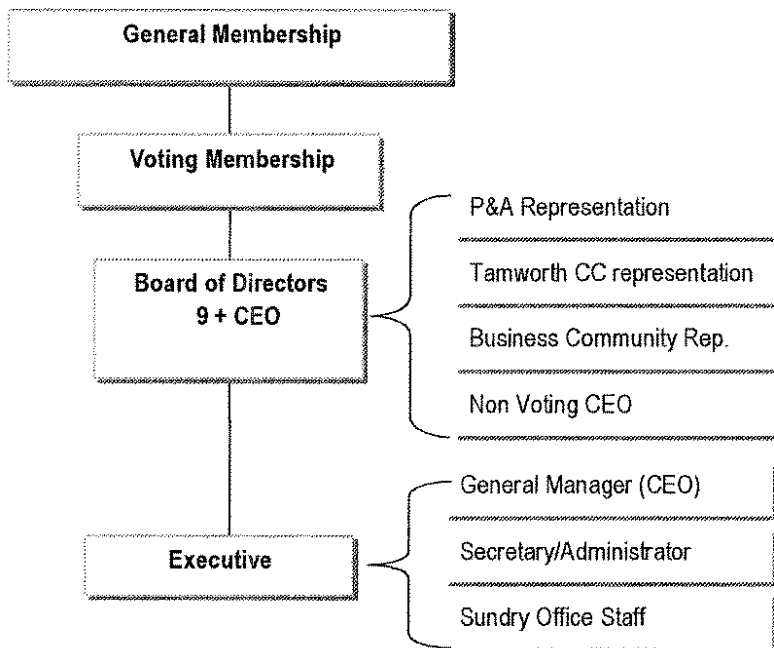 General Membership
Voting Membership
Board of Directors
9 + CEO
P&A Representation
Tamworth CC representation
Business Community Rep.
Non Voting CEO
Executive
General Manager (CEO)
Secretary/Administrator
Sundry Office Staff